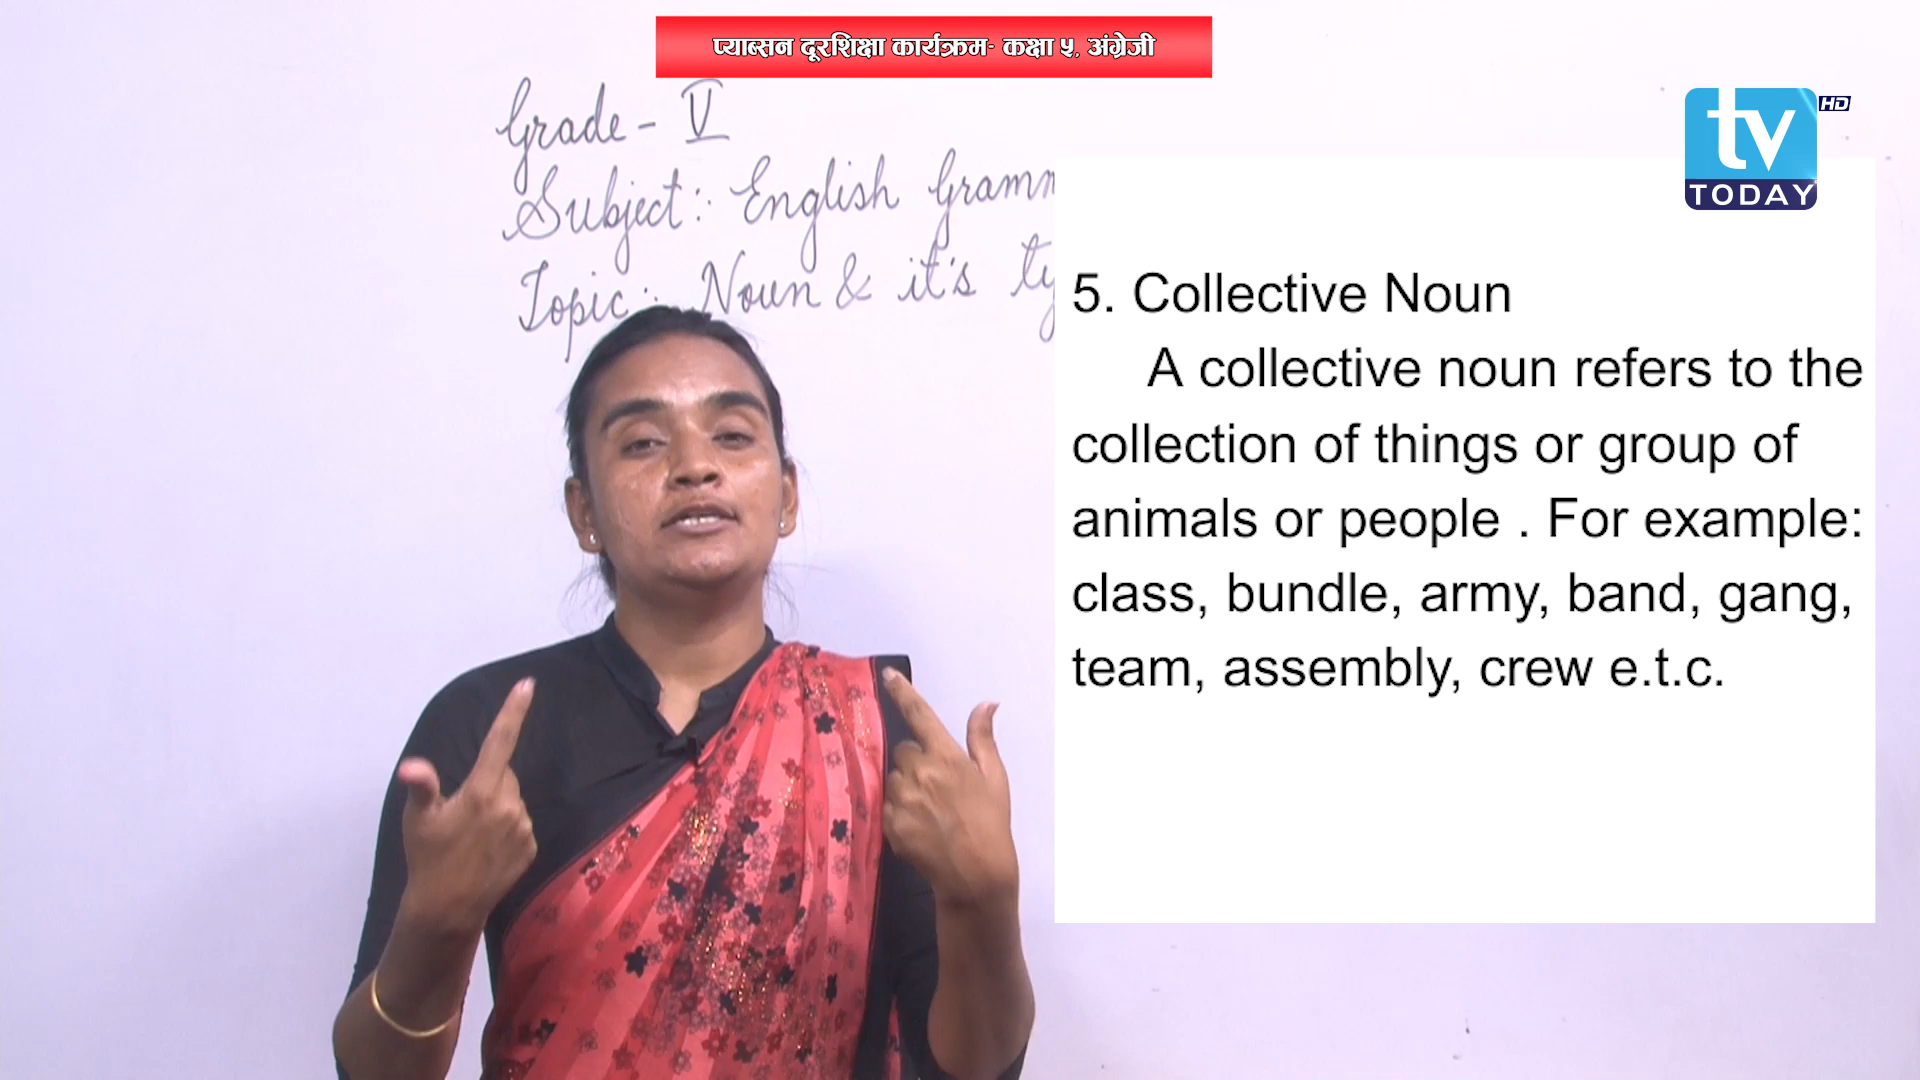 प्याब्सन दूरशिक्षा कार्यक्रम- कक्षा ५, अंग्रेजी
tv
HD
TODAY
Grade - V
Subject : English Gramm
Topic : Noun & it's ty
5. Collective Noun
A collective noun refers to the
collection of things or group of
animals or people . For example:
class, bundle, army, band, gang,
team, assembly, crew e.t.c.